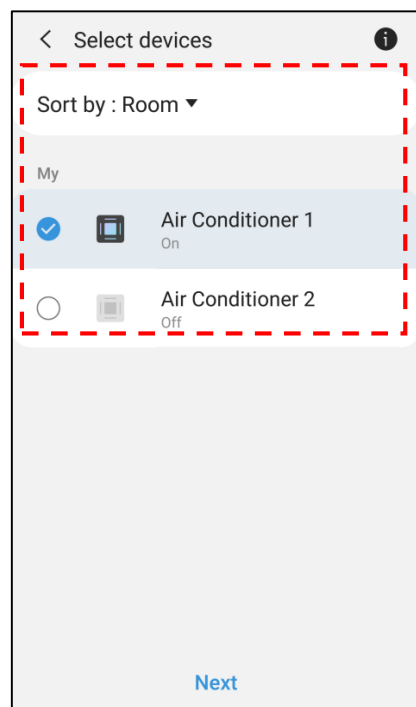 Select devices
Sort by : Room
My
Air Conditioner 1
On
Air Conditioner 2
Off
Next